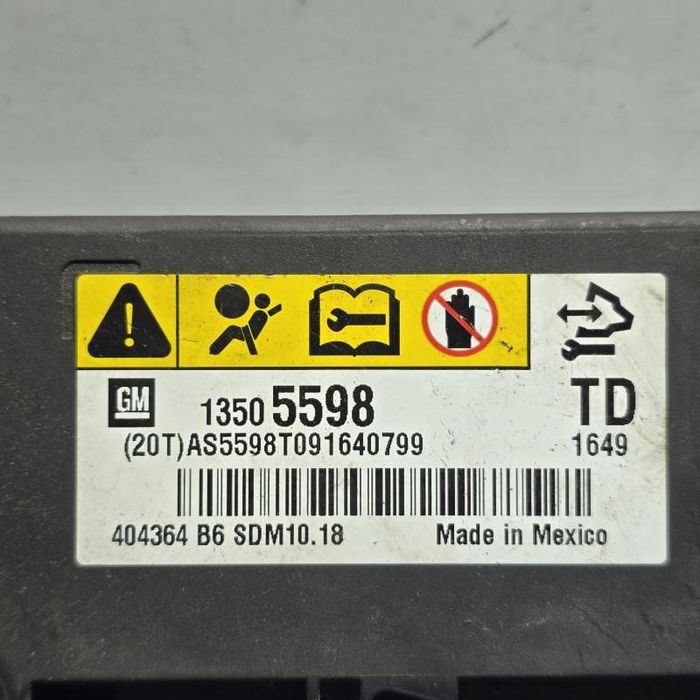 GM 1350 5598 TD
(20T)AS5598T091640799 1649
404364 B6 SDM10.18 Made in Mexico